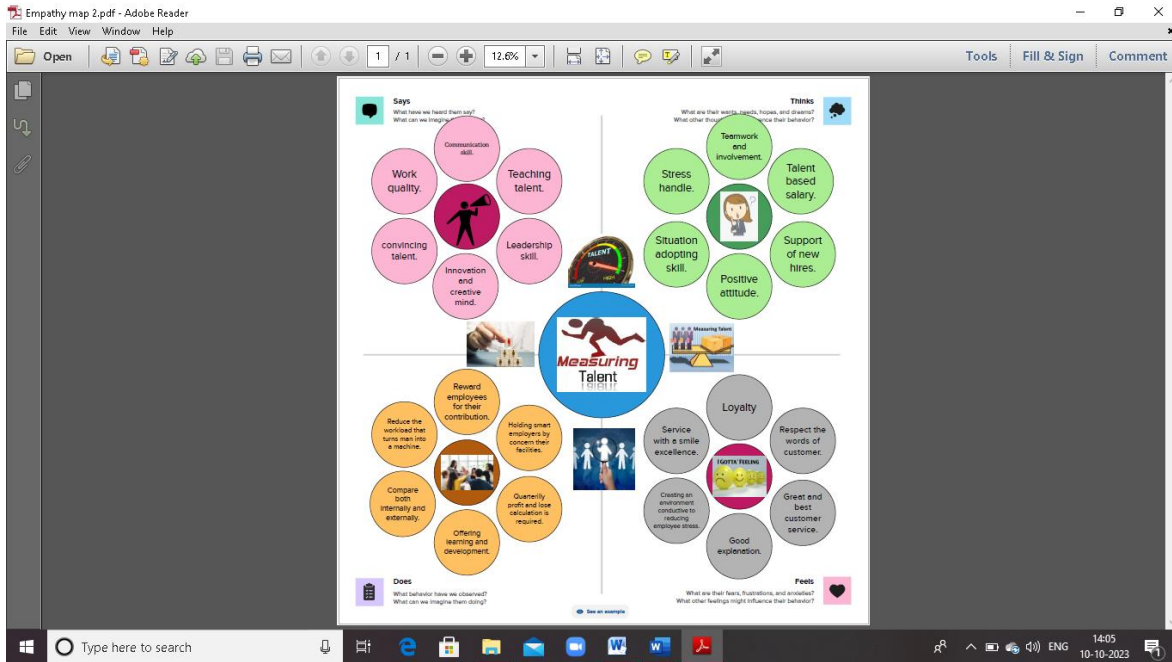 Empathy map 2.pdf - Adobe Reader
File Edit View Window Help
Open
1 / 1
12.6%
Tools
Fill & Sign
Comment
Says
What have we heard them say?
What can we imagine
Thinks
What are their wants, needs, hopes, and dreams?
What other thou
ence their behavior?
Communication
skill.
Work
quality.
Teaching
talent.
convincing
talent.
Leadership
skill.
Innovation
and
creative
mind.
Teamwork
and
involvement.
Stress
handle.
Talent
based
salary.
Situation
adopting
skill.
Support
of new
hires.
Positive
attitude.
TALENT
HIGH
Measuring
Talent
Measuring Talent
Reward
employees
for their
contribution.
Reduce the
workload that
turns man into
a machine.
Holding smart
employers by
concern their
facilities.
Compare
both
internally and
externally.
Quarterlly
profit and lose
calculation is
required.
Offering
learning and
development.
Loyalty
Service
with a smile
excellence.
Respect the
words of
customer.
I GOTTA' FEELING
Creating an
environment
conductive to
reducing
employee stress.
Great and
best
customer
service.
Good
explanation.
Does
What behavior have we observed?
What can we imagine them doing?
Feels
What are their fears, frustrations, and anxieties?
What other feelings might influence their behavior?
See an example
Type here to search
ENG
14:05
10-10-2023